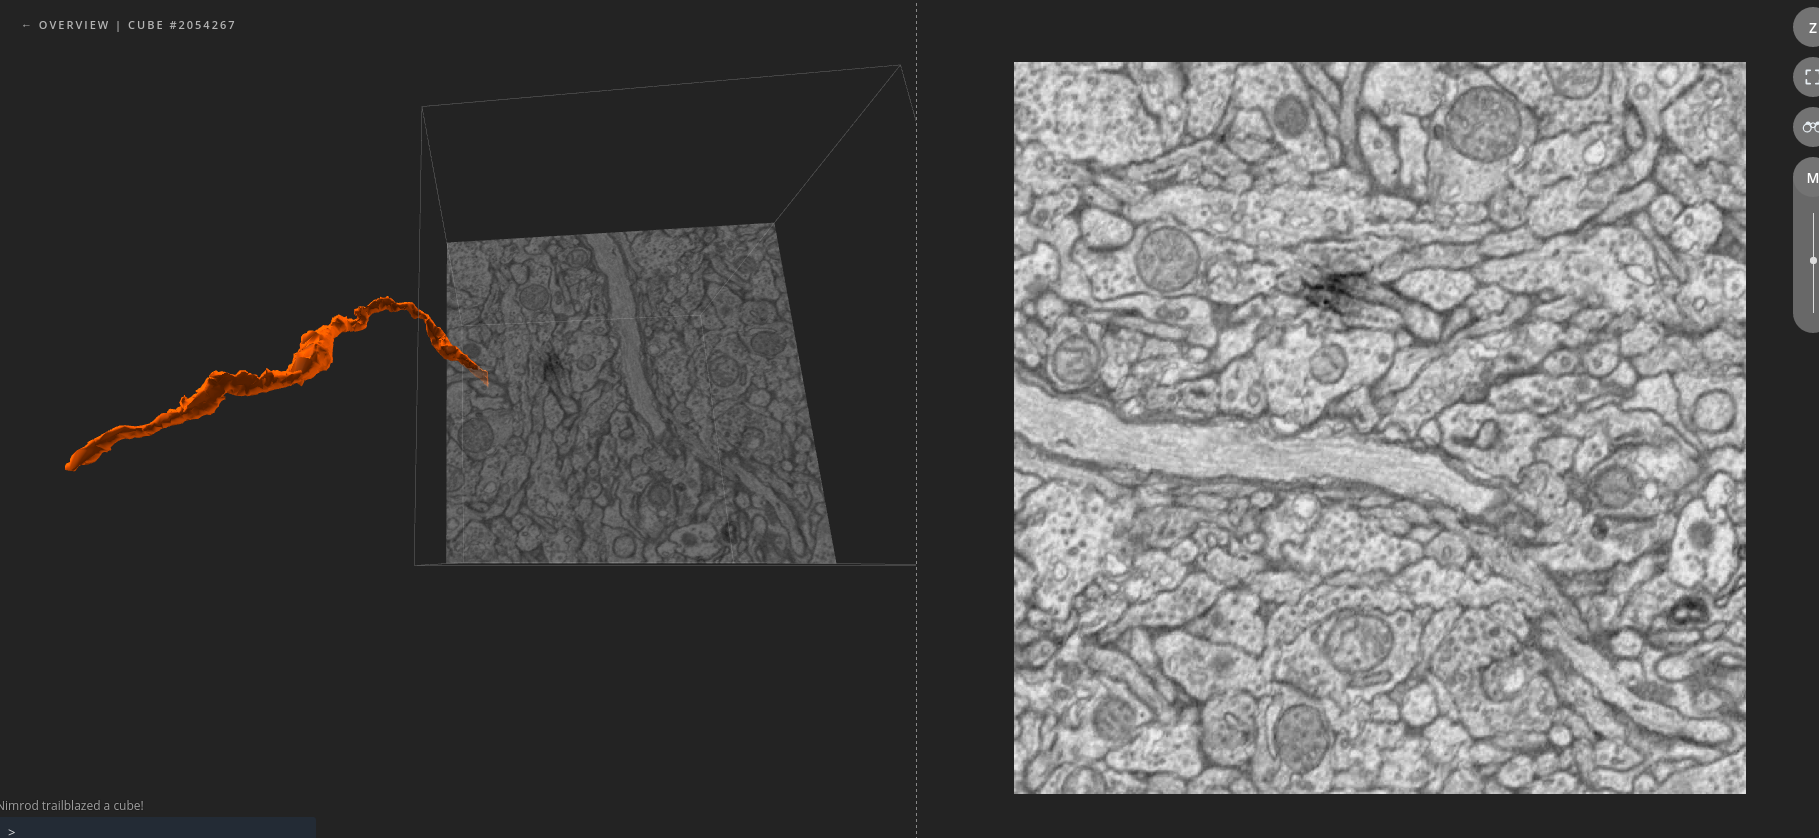 ← OVERVIEW | CUBE #2054267
Z
M
Nimrod trailblazed a cube!
>